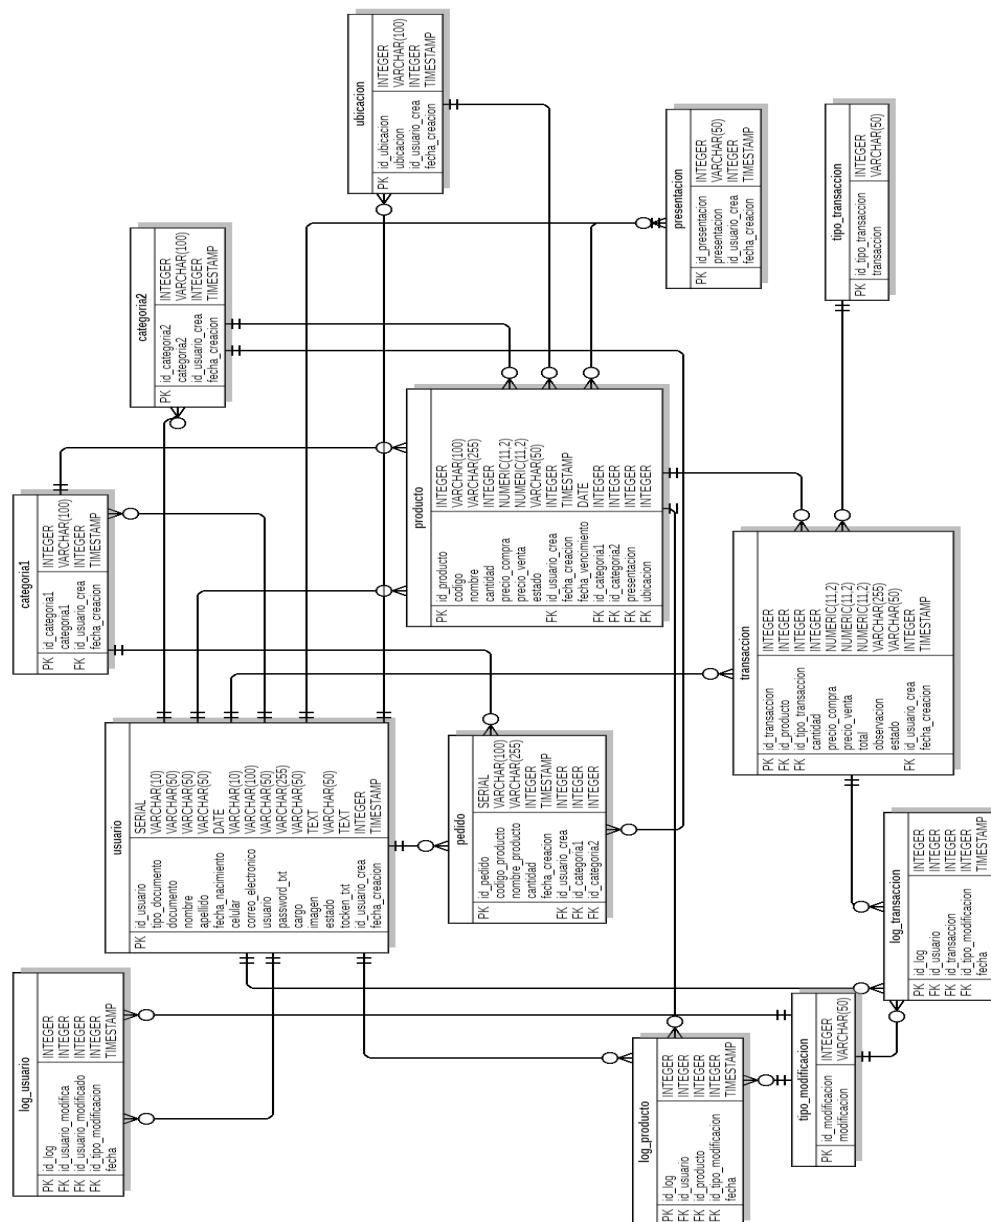 log_usuario
PK id_log INTEGER
FK id_usuario_modifica INTEGER
FK id_usuario_modificado INTEGER
FK id_tipo_modificacion INTEGER
fecha TIMESTAMP
categoria1
PK id_categoria1 INTEGER
categoria1 VARCHAR(100)
FK id_usuario_crea INTEGER
fecha_creacion TIMESTAMP
usuario
PK id_usuario SERIAL
tipo_documento VARCHAR(10)
documento VARCHAR(50)
nombre VARCHAR(50)
apellido VARCHAR(50)
fecha_nacimiento DATE
celular VARCHAR(10)
correo_electronico VARCHAR(100)
usuario VARCHAR(50)
password_txt VARCHAR(255)
cargo VARCHAR(50)
imagen TEXT
estado VARCHAR(50)
tocken_txt TEXT
id_usuario_crea INTEGER
fecha_creacion TIMESTAMP
categoria2
PK id_categoria2 INTEGER
categoria2 VARCHAR(100)
id_usuario_crea INTEGER
fecha_creacion TIMESTAMP
ubicacion
PK id_ubicacion INTEGER
ubicacion VARCHAR(100)
id_usuario_crea INTEGER
fecha_creacion TIMESTAMP
producto
PK id_producto INTEGER
codigo VARCHAR(100)
nombre VARCHAR(255)
cantidad INTEGER
precio_compra NUMERIC(11,2)
precio_venta NUMERIC(11,2)
estado VARCHAR(50)
FK id_usuario_crea INTEGER
fecha_creacion TIMESTAMP
fecha_vencimiento DATE
FK id_categoria1 INTEGER
FK id_categoria2 INTEGER
FK presentacion INTEGER
FK ubicacion INTEGER
pedido
PK id_pedido SERIAL
codigo_producto VARCHAR(100)
nombre_producto VARCHAR(255)
cantidad INTEGER
fecha_creacion TIMESTAMP
FK id_usuario_crea INTEGER
FK id_categoria1 INTEGER
FK id_categoria2 INTEGER
log_producto
PK id_log INTEGER
FK id_usuario INTEGER
FK id_producto INTEGER
FK id_tipo_modificacion INTEGER
fecha TIMESTAMP
presentacion
PK id_presentacion INTEGER
presentacion VARCHAR(50)
id_usuario_crea INTEGER
fecha_creacion TIMESTAMP
transaccion
PK id_transaccion INTEGER
FK id_producto INTEGER
FK id_tipo_transaccion INTEGER
cantidad INTEGER
precio_compra NUMERIC(11,2)
precio_venta NUMERIC(11,2)
total NUMERIC(11,2)
observacion VARCHAR(255)
estado VARCHAR(50)
FK id_usuario_crea INTEGER
fecha_creacion TIMESTAMP
tipo_modificacion
PK id_modificacion INTEGER
modificacion VARCHAR(50)
tipo_transaccion
PK id_tipo_transaccion INTEGER
transaccion VARCHAR(50)
log_transaccion
PK id_log INTEGER
FK id_usuario INTEGER
FK id_transaccion INTEGER
FK id_tipo_modificacion INTEGER
fecha TIMESTAMP